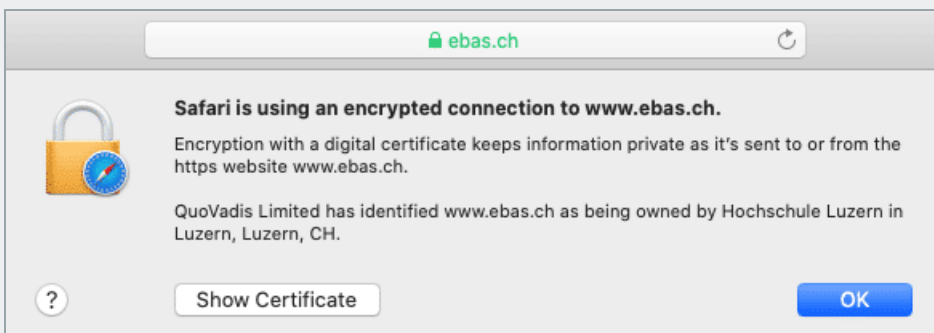 ebas.ch
Safari is using an encrypted connection to www.ebas.ch.
Encryption with a digital certificate keeps information private as it's sent to or from the
https website www.ebas.ch.
QuoVadis Limited has identified www.ebas.ch as being owned by Hochschule Luzern in
Luzern, Luzern, CH.
?
Show Certificate
OK